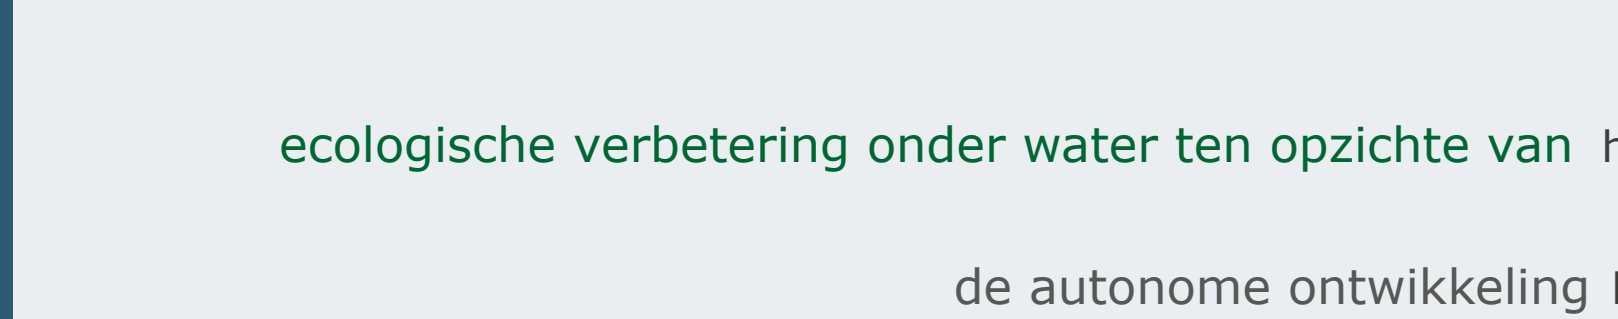 ecologische verbetering onder water ten opzichte van
de autonome ontwikkeling